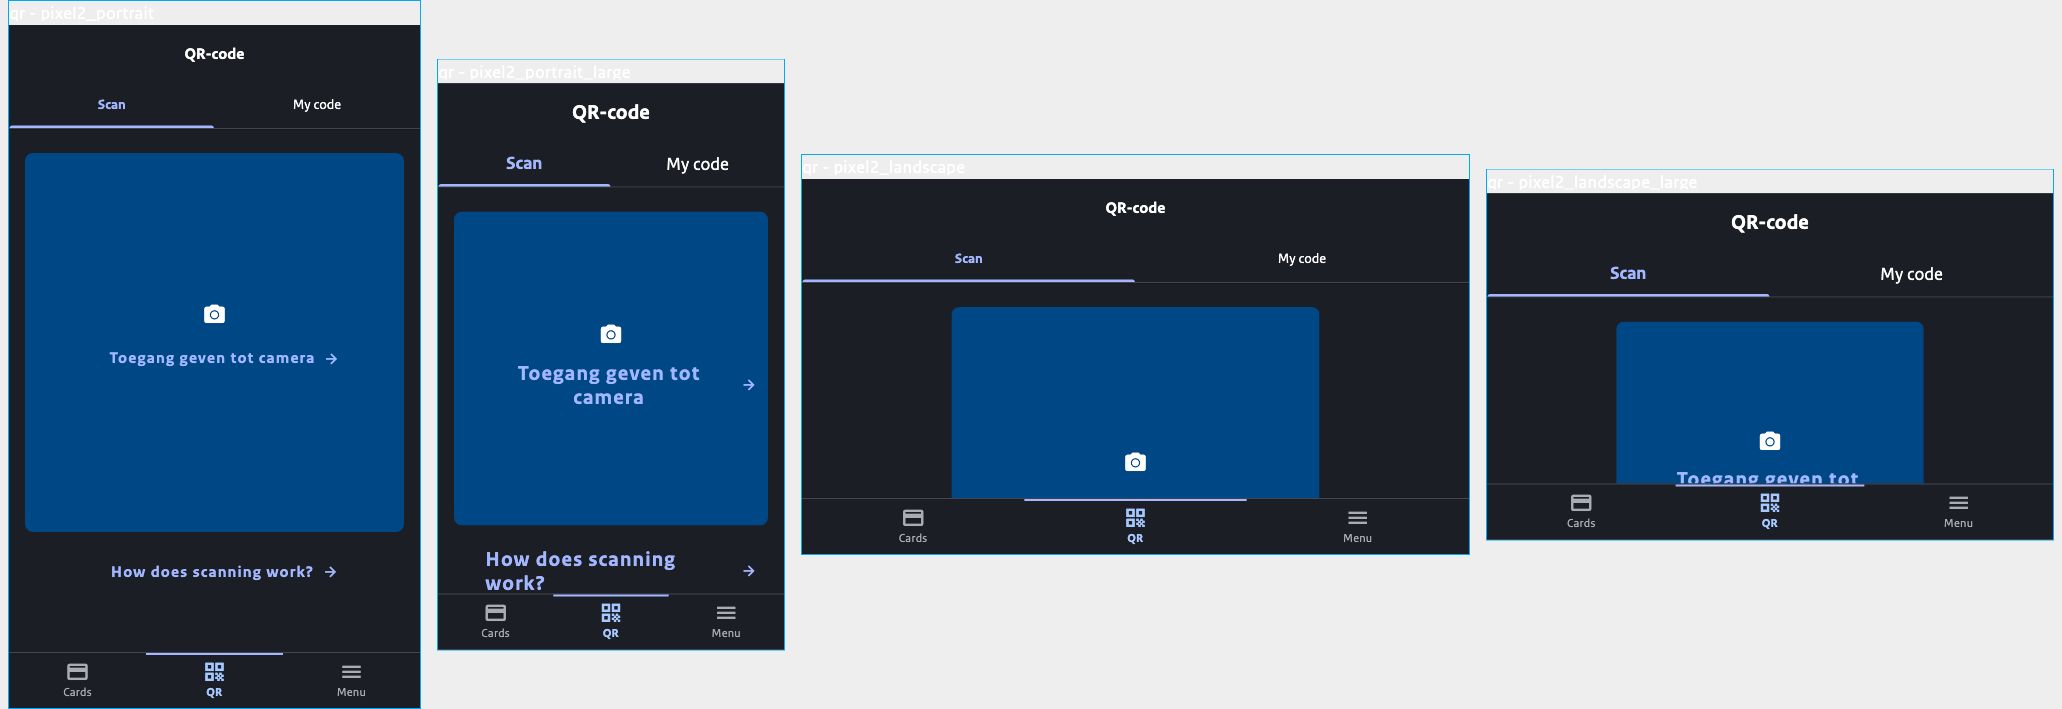 qr - pixel2_portrait
QR-code
Scan
My code
Toegang geven tot camera
How does scanning work?
Cards
QR
Menu
qr - pixel2_portrait_large
QR-code
Scan
My code
Toegang geven tot
camera
How does scanning
work?
Cards
QR
Menu
qr - pixel2_landscape
QR-code
Scan
My code
Cards
QR
Menu
qr - pixel2_landscape_large
QR-code
Scan
My code
Toegang geven tot
Cards
QR
Menu